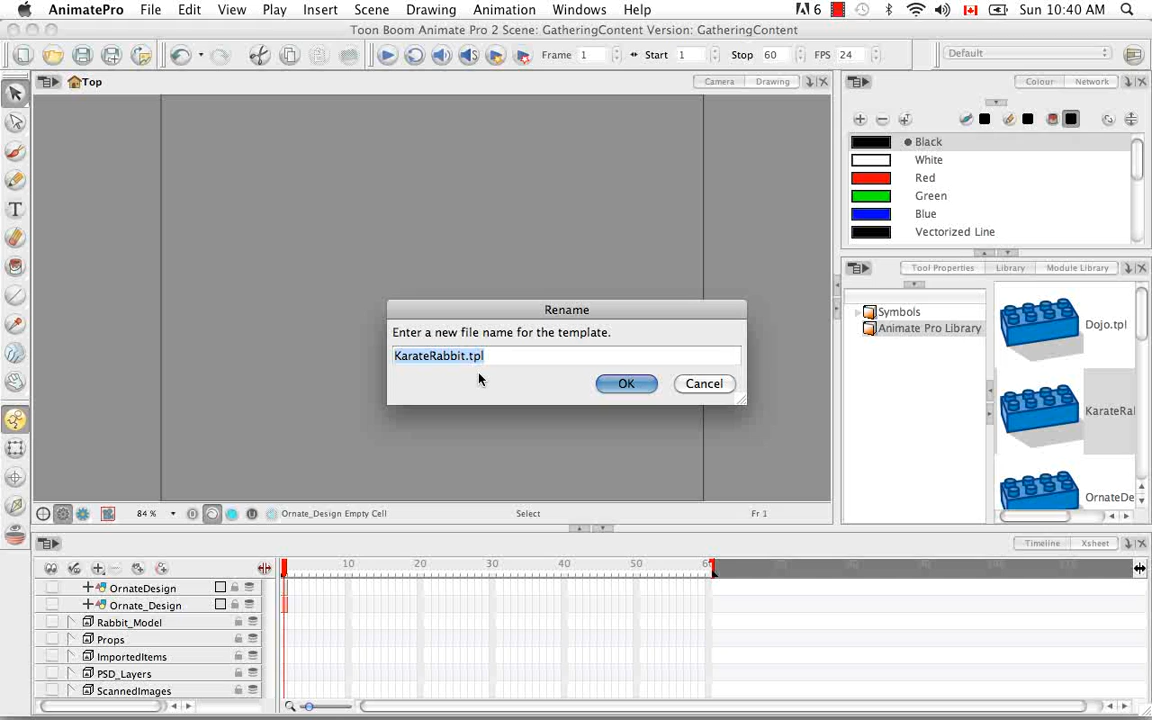 AnimatePro File Edit View Play Insert Scene Drawing Animation Windows Help 6 Sun 10:40 AM
Toon Boom Animate Pro 2 Scene: GatheringContent Version: GatheringContent
Frame 1 Start 1 Stop 60 FPS 24 Default
Top Camera Drawing Colour Network
Black
White
Red
Green
Blue
Vectorized Line
Tool Properties Library Module Library
Symbols
Animate Pro Library
Dojo.tpl
KarateRal
OrnateDe
Rename
Enter a new file name for the template.
KarateRabbit.tpl
OK Cancel
84 % Ornate_Design Empty Cell Select Fr 1
Timeline Xsheet
10 20 30 40 50 6
OrnateDesign
Ornate_Design
Rabbit_Model
Props
ImportedItems
PSD_Layers
ScannedImages